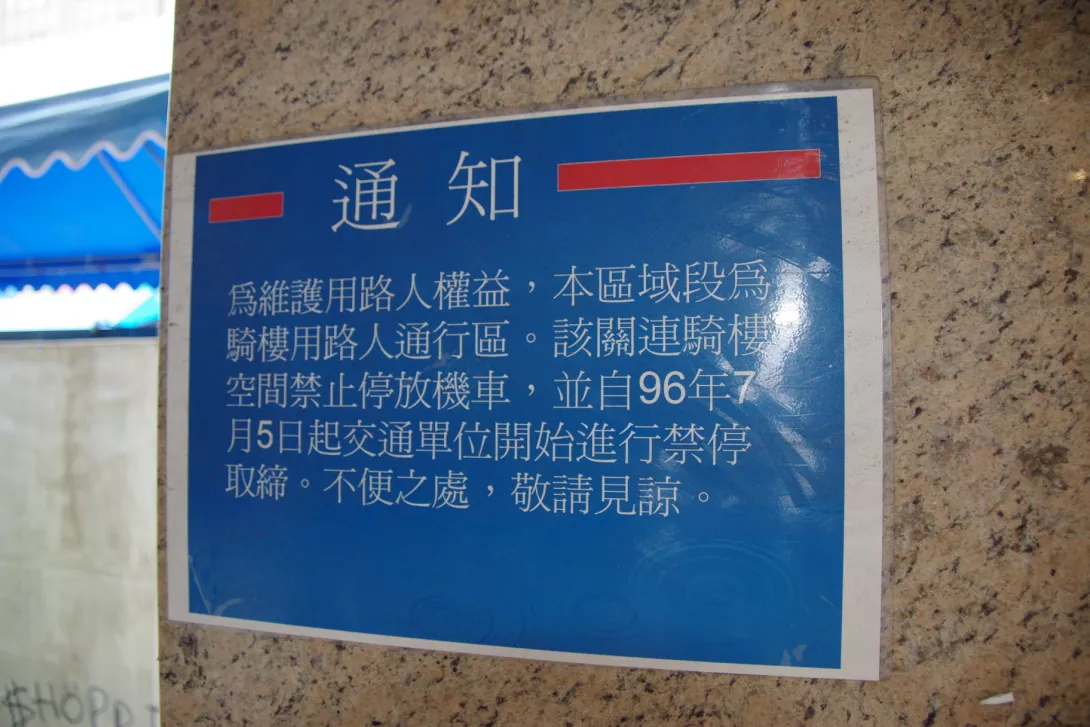 通知
為維護用路人權益，本區域段為
騎樓用路人通行區。該關連騎樓
空間禁止停放機車，並自96年7
月5日起交通單位開始進行禁停
取締。不便之處，敬請見諒。